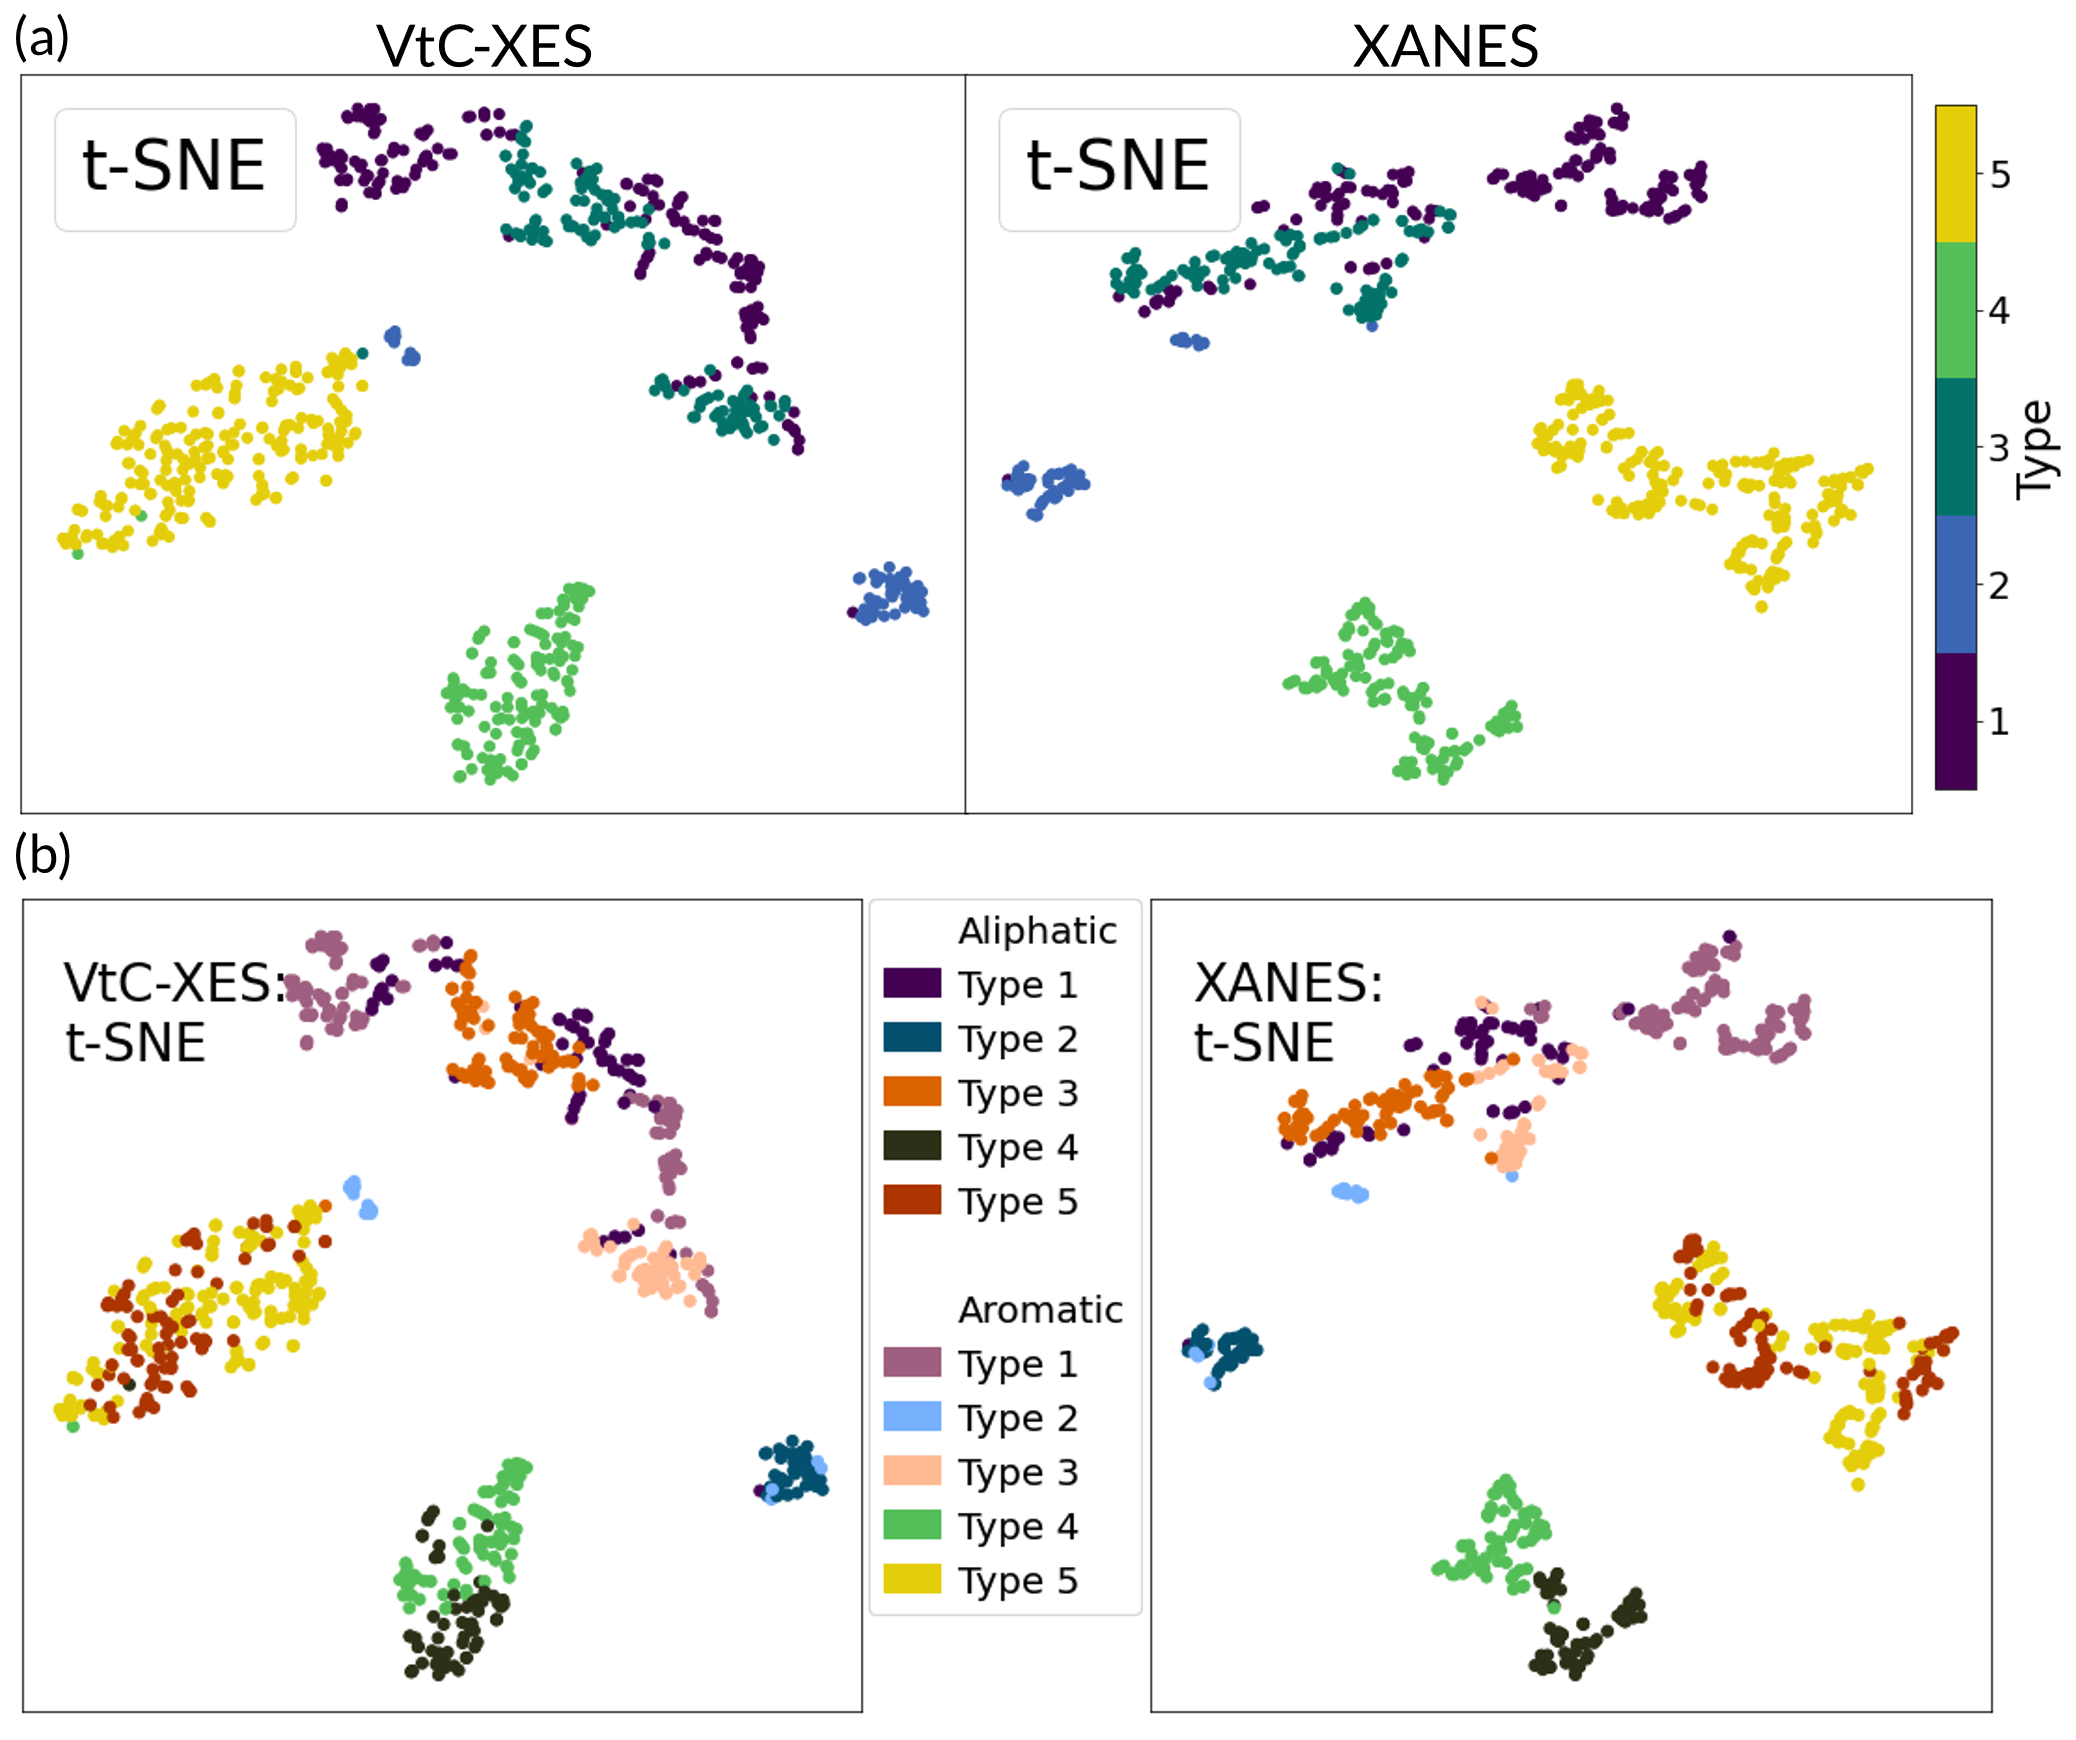 (a)
VtC-XES
XANES
t-SNE
t-SNE
5
4
3
2
1
Type
(b)
VtC-XES:
t-SNE
Aliphatic
Type 1
Type 2
Type 3
Type 4
Type 5
Aromatic
Type 1
Type 2
Type 3
Type 4
Type 5
XANES:
t-SNE